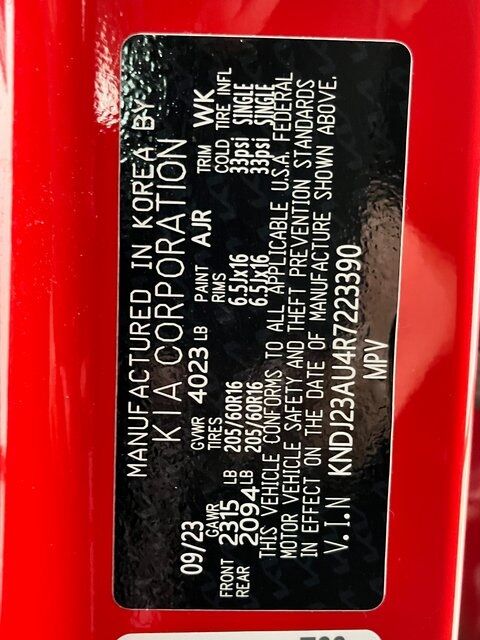 MANUFACTURED IN KOREA BY
KIA CORPORATION
09/23 GVWR 4023 LB PAINT AJR TRIM WK
GAWR TIRES RIMS COLD TIRE INFL
FRONT 2315 LB 205/60R16 6.5Jx16 33psi SINGLE
REAR 2094 LB 205/60R16 6.5Jx16 33psi SINGLE
THIS VEHICLE CONFORMS TO ALL APPLICABLE U.S.A. FEDERAL
MOTOR VEHICLE SAFETY AND THEFT PREVENTION STANDARDS
IN EFFECT ON THE DATE OF MANUFACTURE SHOWN ABOVE.
V.I.N KNDJ23AU4R7223390
MPV